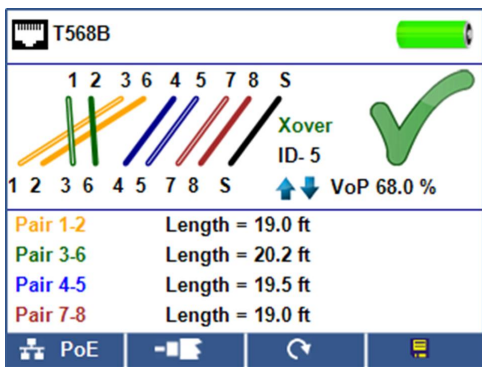 T568B
1 2 3 6 4 5 7 8 S
Xover
ID- 5
1 2 3 6 4 5 7 8 S
VoP 68.0 %
Pair 1-2 Length = 19.0 ft
Pair 3-6 Length = 20.2 ft
Pair 4-5 Length = 19.5 ft
Pair 7-8 Length = 19.0 ft
PoE